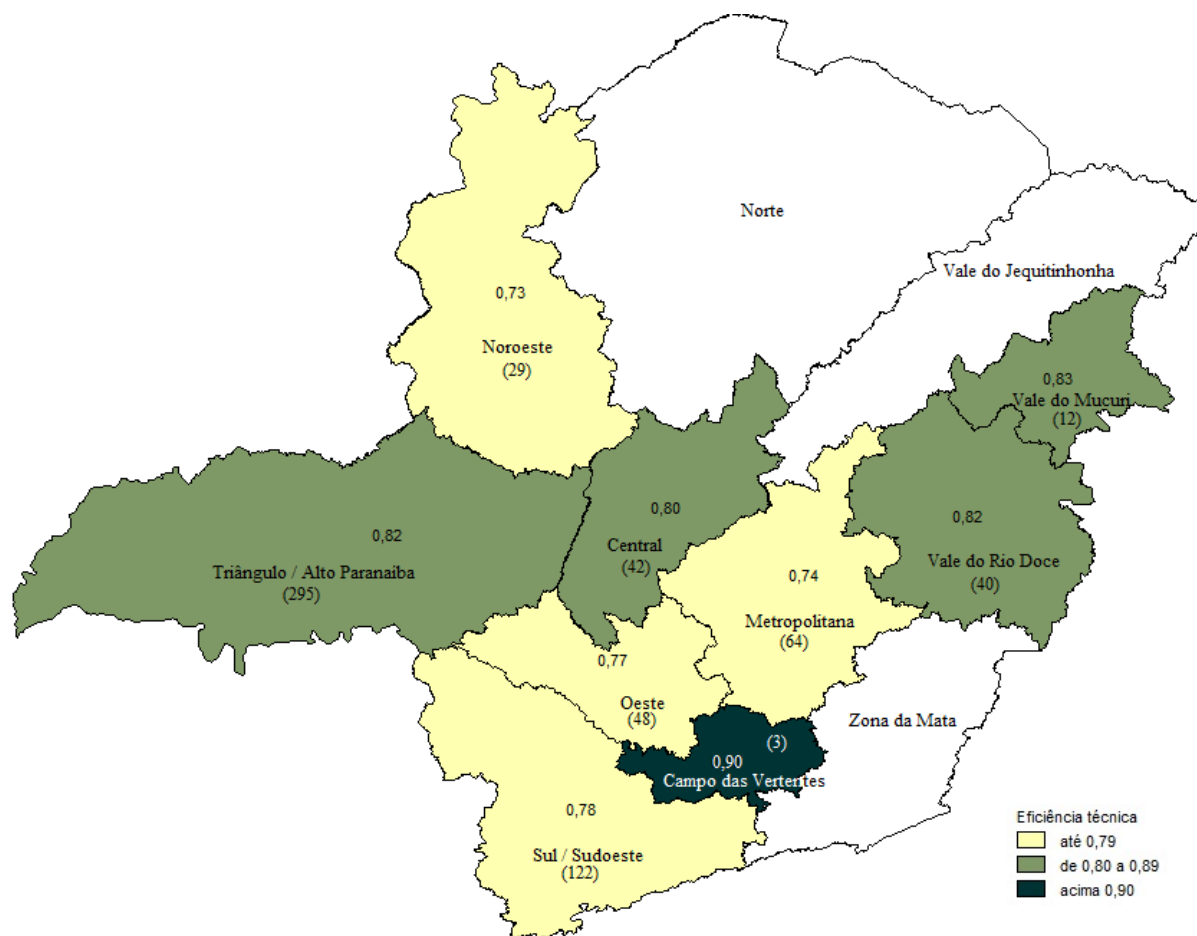 Norte
Vale do Jequitinhonha
0,73
Noroeste
(29)
0,83
Vale do Mucuri
(12)
0,80
Central
(42)
0,82
Vale do Rio Doce
(40)
0,82
Triângulo / Alto Paranaiba
(295)
0,74
Metropolitana
(64)
0,77
Oeste
(48)
Zona da Mata
(3)
0,90
Campo das Vertentes
0,78
Sul / Sudoeste
(122)
Eficiência técnica
até 0,79
de 0,80 a 0,89
acima 0,90